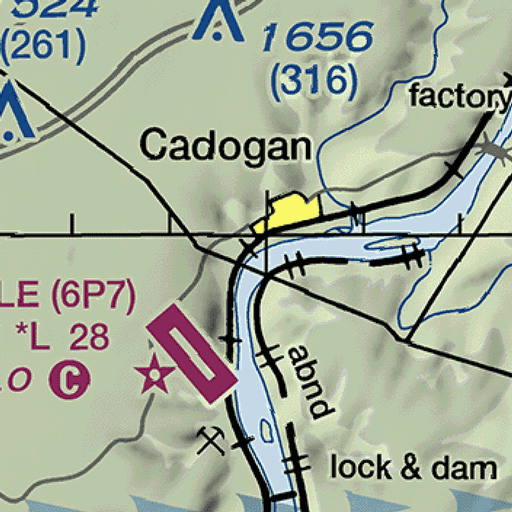 524
(261)
1656
(316)
factory
Cadogan
LE (6P7)
*L 28
C
abnd
lock & dam